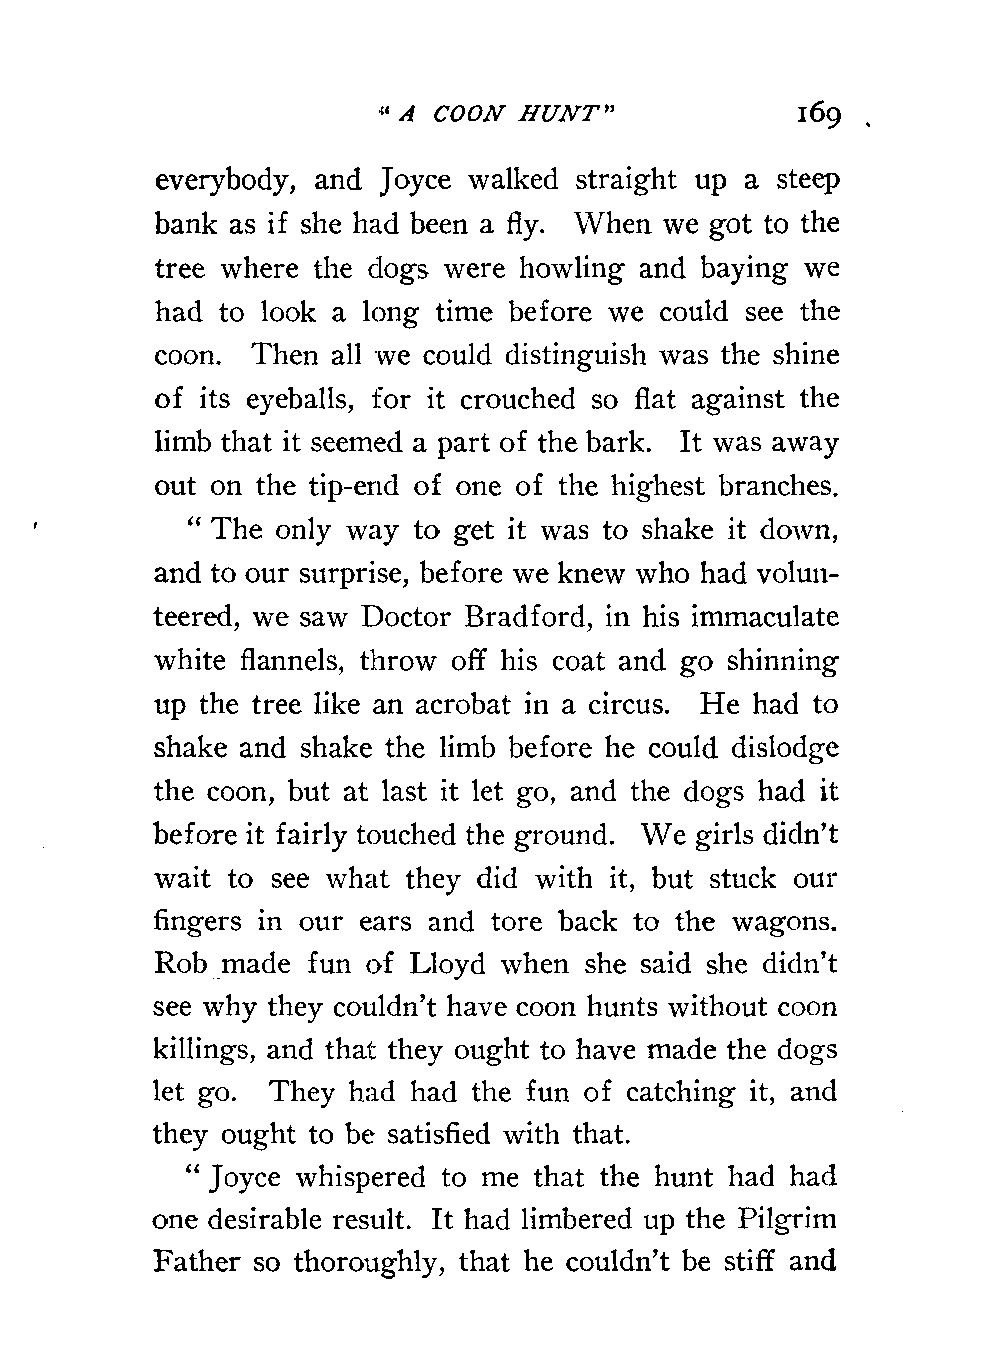 “ A COON HUNT” 169
everybody, and Joyce walked straight up a steep
bank as if she had been a fly. When we got to the
tree where the dogs were howling and baying we
had to look a long time before we could see the
coon. Then all we could distinguish was the shine
of its eyeballs, for it crouched so flat against the
limb that it seemed a part of the bark. It was away
out on the tip-end of one of the highest branches.
“ The only way to get it was to shake it down,
and to our surprise, before we knew who had volun-
teered, we saw Doctor Bradford, in his immaculate
white flannels, throw off his coat and go shinning
up the tree like an acrobat in a circus. He had to
shake and shake the limb before he could dislodge
the coon, but at last it let go, and the dogs had it
before it fairly touched the ground. We girls didn’t
wait to see what they did with it, but stuck our
fingers in our ears and tore back to the wagons.
Rob made fun of Lloyd when she said she didn’t
see why they couldn’t have coon hunts without coon
killings, and that they ought to have made the dogs
let go. They had had the fun of catching it, and
they ought to be satisfied with that.
“ Joyce whispered to me that the hunt had had
one desirable result. It had limbered up the Pilgrim
Father so thoroughly, that he couldn’t be stiff and